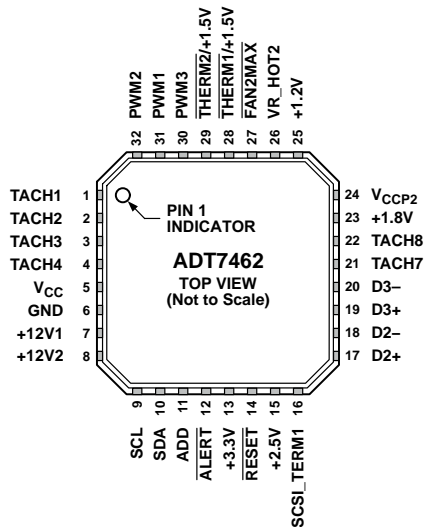 32 PWM2
31 PWM1
30 PWM3
29 THERM2/+1.5V
28 THERM1/+1.5V
27 FAN2MAX
26 VR_HOT2
25 +1.2V
TACH1 1
TACH2 2
TACH3 3
TACH4 4
VCC 5
GND 6
+12V1 7
+12V2 8
PIN 1
INDICATOR
ADT7462
TOP VIEW
(Not to Scale)
24 VCCP2
23 +1.8V
22 TACH8
21 TACH7
20 D3–
19 D3+
18 D2–
17 D2+
SCL 9
SDA 10
ADD 11
ALERT 12
+3.3V 13
RESET 14
+2.5V 15
SCSI_TERM1 16